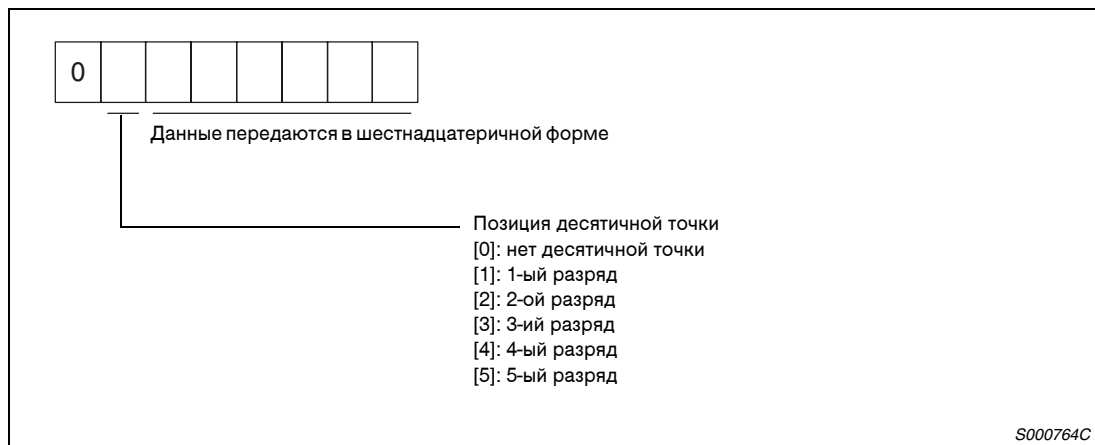 0
Данные передаются в шестнадцатеричной форме
Позиция десятичной точки
[0]: нет десятичной точки
[1]: 1-ый разряд
[2]: 2-ой разряд
[3]: 3-ий разряд
[4]: 4-ый разряд
[5]: 5-ый разряд
S000764C